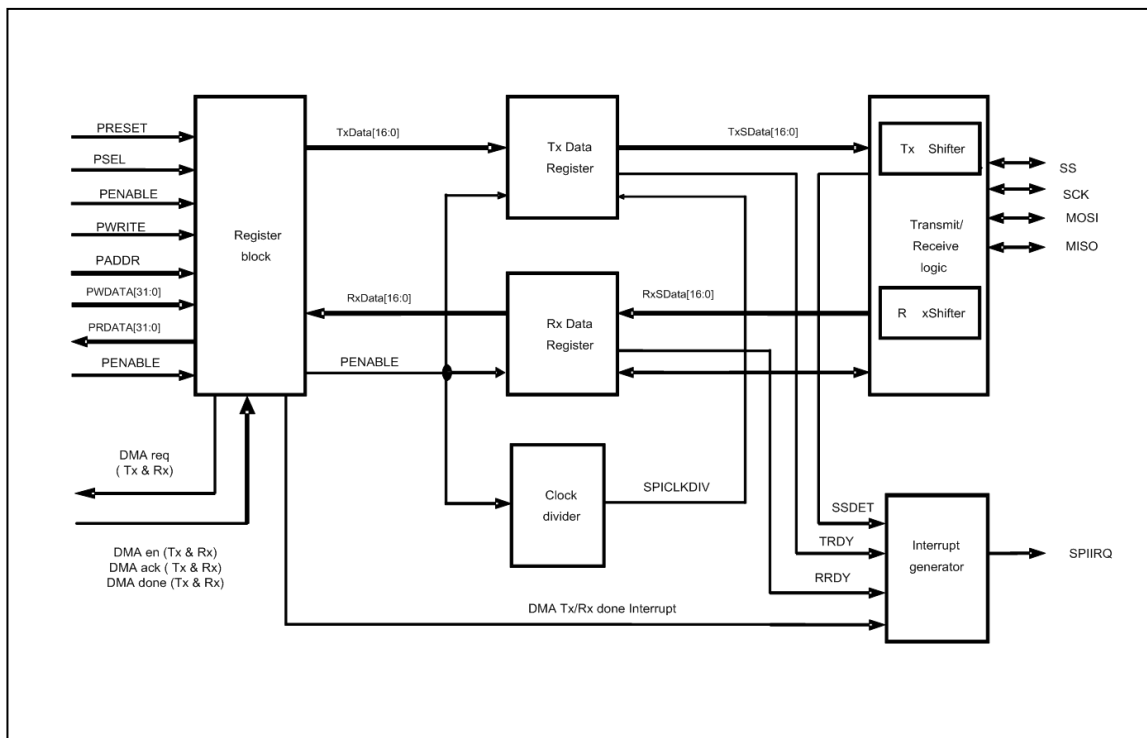 PRESET
PSEL
PENABLE
PWRITE
PADDR
PWDATA[31:0]
PRDATA[31:0]
PENABLE
Register
block
DMA req
( Tx & Rx)
DMA en (Tx & Rx)
DMA ack ( Tx & Rx)
DMA done (Tx & Rx)
TxData[16:0]
RxData[16:0]
PENABLE
Tx Data
Register
Rx Data
Register
Clock
divider
SPICLKDIV
TxSData[16:0]
RxSData[16:0]
Tx Shifter
Transmit/
Receive
logic
R xShifter
SS
SCK
MOSI
MISO
SSDET
TRDY
RRDY
DMA Tx/Rx done Interrupt
Interrupt
generator
SPIIRQ